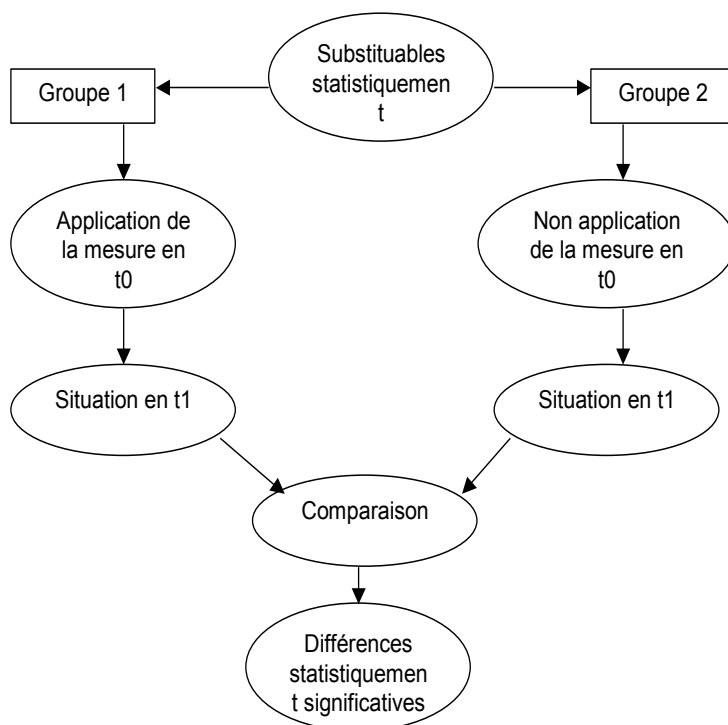 Substituables
statistiquemen
t
Groupe 1
Groupe 2
Application de
la mesure en
t0
Non application
de la mesure en
t0
Situation en t1
Situation en t1
Comparaison
Différences
statistiquemen
t significatives